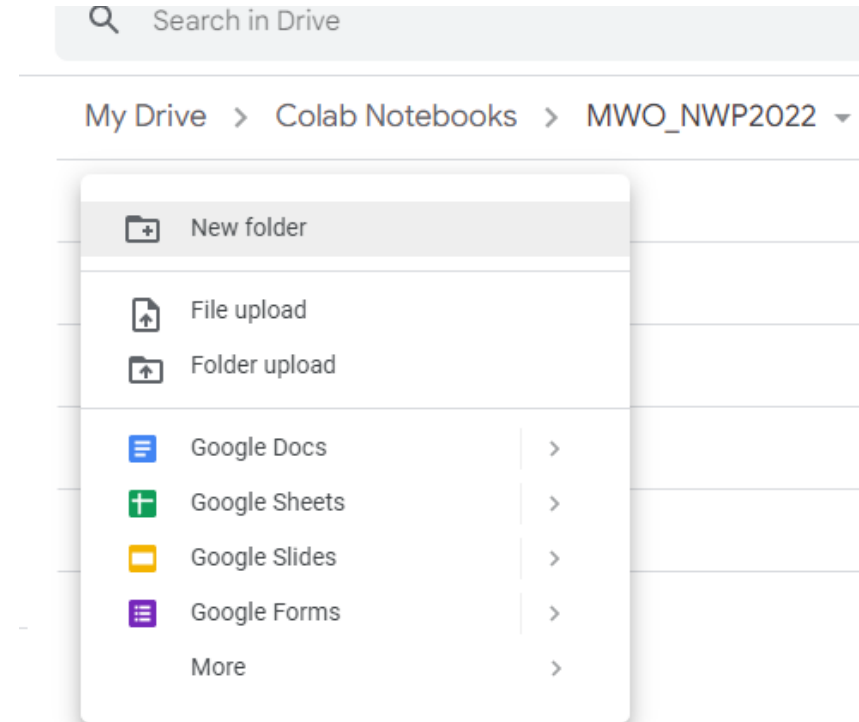 Search in Drive
My Drive > Colab Notebooks > MWO_NWP2022
New folder
File upload
Folder upload
Google Docs
Google Sheets
Google Slides
Google Forms
More